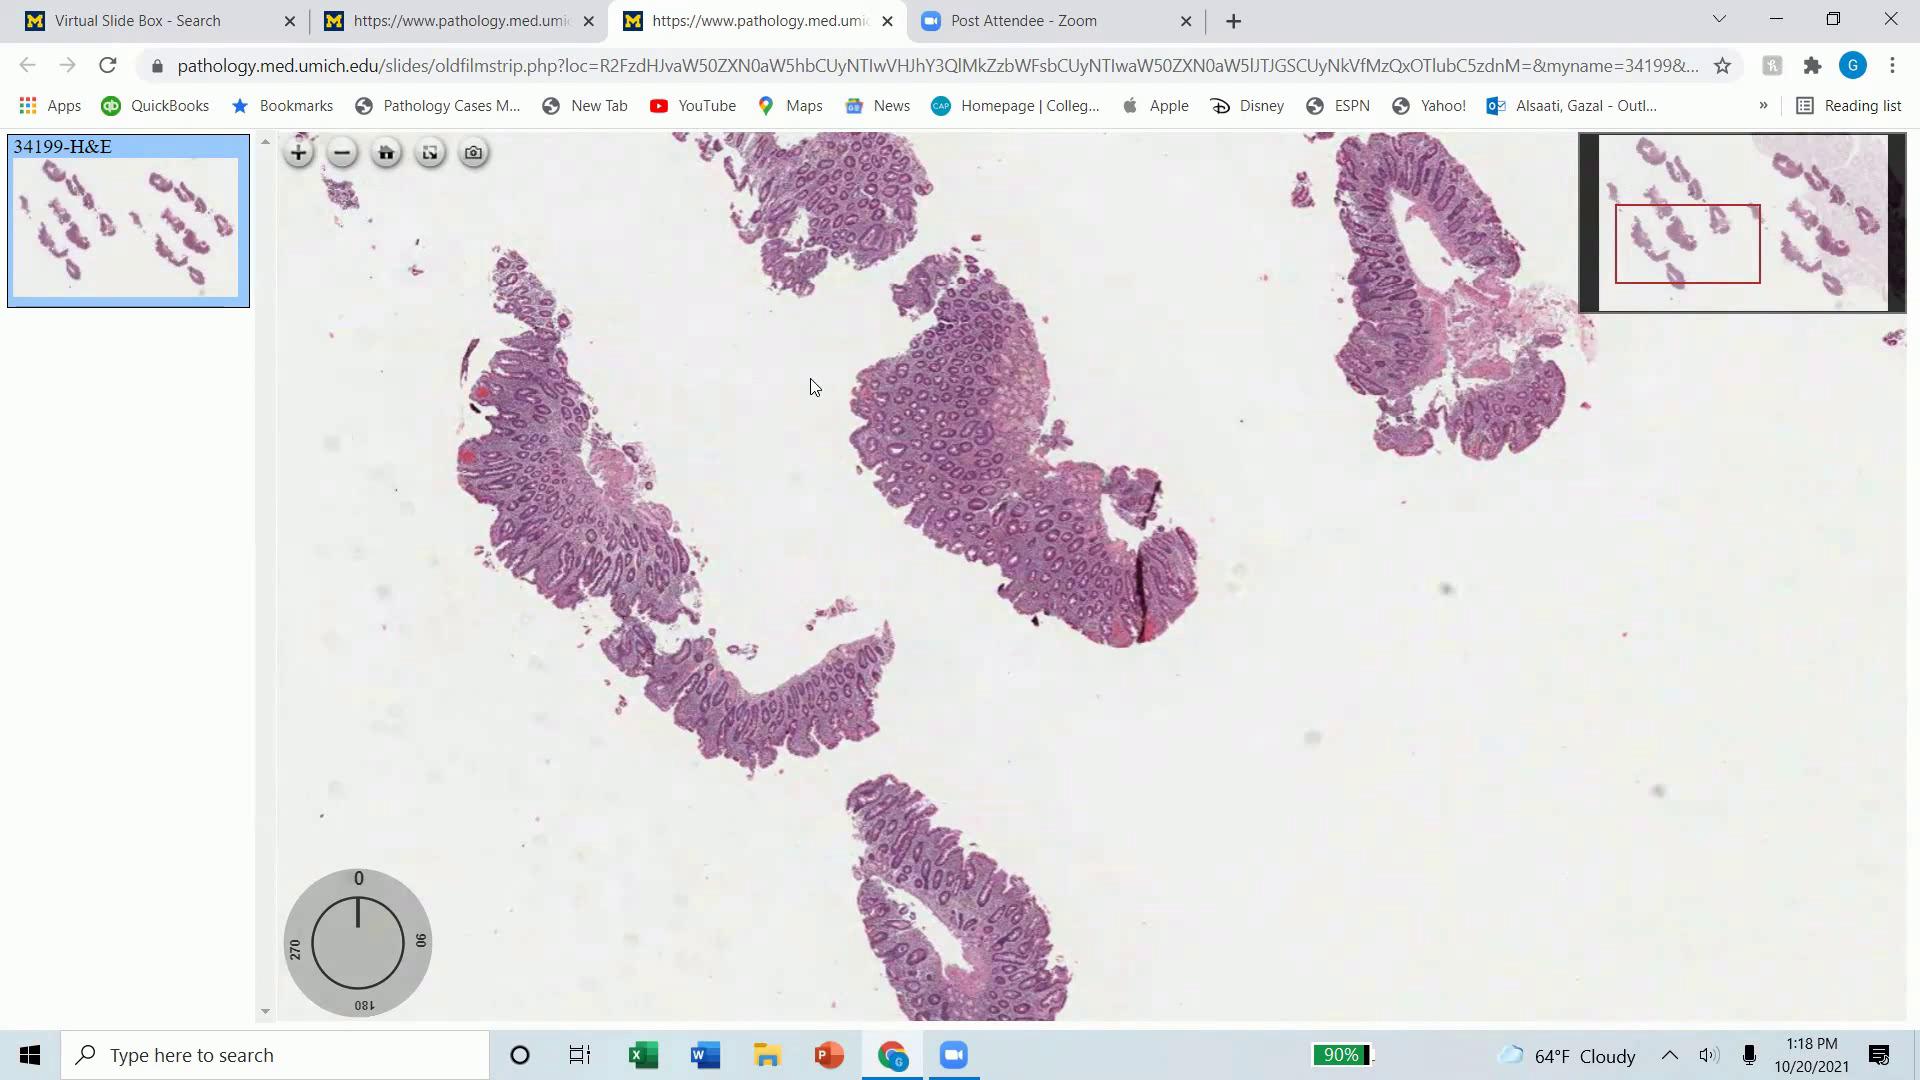 Virtual Slide Box - Search
https://www.pathology.med.umic
https://www.pathology.med.umic
Post Attendee - Zoom
pathology.med.umich.edu/slides/oldfilmstrip.php?loc=R2FzdHJvaW50ZXN0aW5hbCUyNTIwVHJhY3QlMkZzbWFsbCUyNTIwaW50ZXN0aW5lJTJGSCUyNkVfMzQxOTlubC5zdnM=&myname=34199&...
Apps
QuickBooks
Bookmarks
Pathology Cases M...
New Tab
YouTube
Maps
News
CAP
Homepage | Colleg...
Apple
Disney
ESPN
Yahoo!
Alsaati, Gazal - Outl...
»
Reading list
G
34199-H&E
0
90
180
270
Type here to search
90%
64°F Cloudy
1:18 PM
10/20/2021